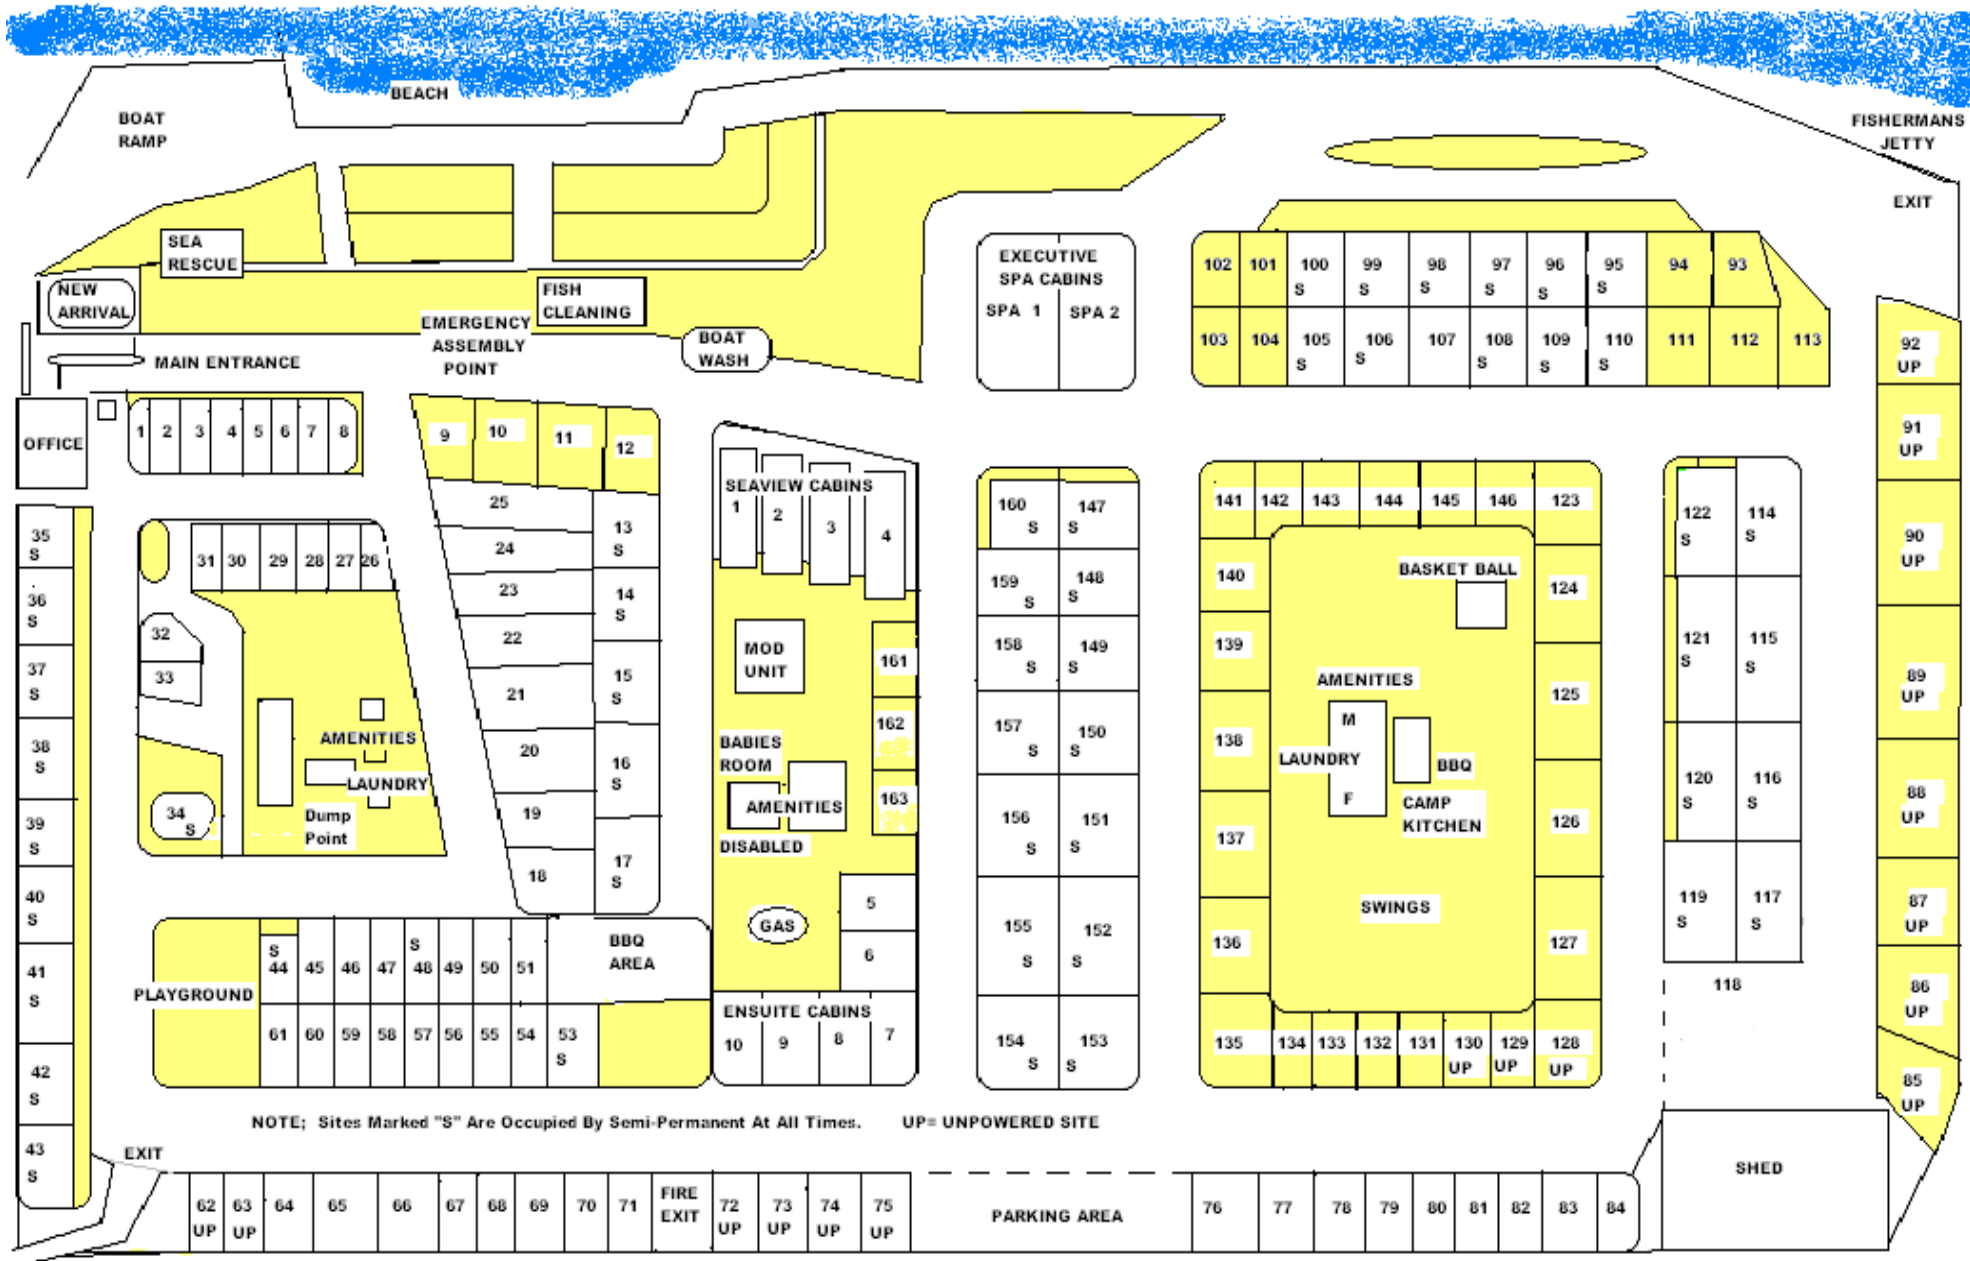 BEACH
BOAT
RAMP
FISHERMANS
JETTY
EXIT
SEA
RESCUE
NEW
ARRIVAL
FISH
CLEANING
EMERGENCY
ASSEMBLY
POINT
BOAT
WASH
MAIN ENTRANCE
OFFICE
EXECUTIVE
SPA CABINS
SPA 1 SPA 2
102 101 100 99 98 97 96 95 94 93
S S S S S S
103 104 105 106 107 108 109 110 111 112 113
S S S S S
92
UP
91
UP
90
UP
89
UP
88
UP
87
UP
86
UP
85
UP
1 2 3 4 5 6 7 8
9 10 11 12
25
24
23
22
21
20
19
18
13
S
14
S
15
S
16
S
17
S
35
S
36
S
37
S
38
S
39
S
40
S
41
S
42
S
43
S
31 30 29 28 27 26
32
33
34
S
AMENITIES
LAUNDRY
Dump
Point
SEAVIEW CABINS
1 2 3 4
MOD
UNIT
161
162
163
BABIES
ROOM
AMENITIES
DISABLED
GAS
5
6
ENSUITE CABINS
10 9 8 7
160 147
S S
159 148
S S
158 149
S S
157 150
S S
156 151
S S
155 152
S S
154 153
S S
141 142 143 144 145 146 123
140 124
139 125
138 126
137 127
136
135 134 133 132 131 130 129 128
UP UP UP
BASKET BALL
AMENITIES
M
LAUNDRY
F
BBQ
CAMP
KITCHEN
SWINGS
122 114
S S
121 115
S S
120 116
S S
119 117
S S
118
PLAYGROUND
S S
44 45 46 47 48 49 50 51
BBQ
AREA
61 60 59 58 57 56 55 54 53
S
NOTE; Sites Marked "S" Are Occupied By Semi-Permanent At All Times. UP= UNPOWERED SITE
EXIT
62 63 64 65 66 67 68 69 70 71
UP UP
FIRE
EXIT
72 73 74 75
UP UP UP UP
PARKING AREA
76 77 78 79 80 81 82 83 84
SHED